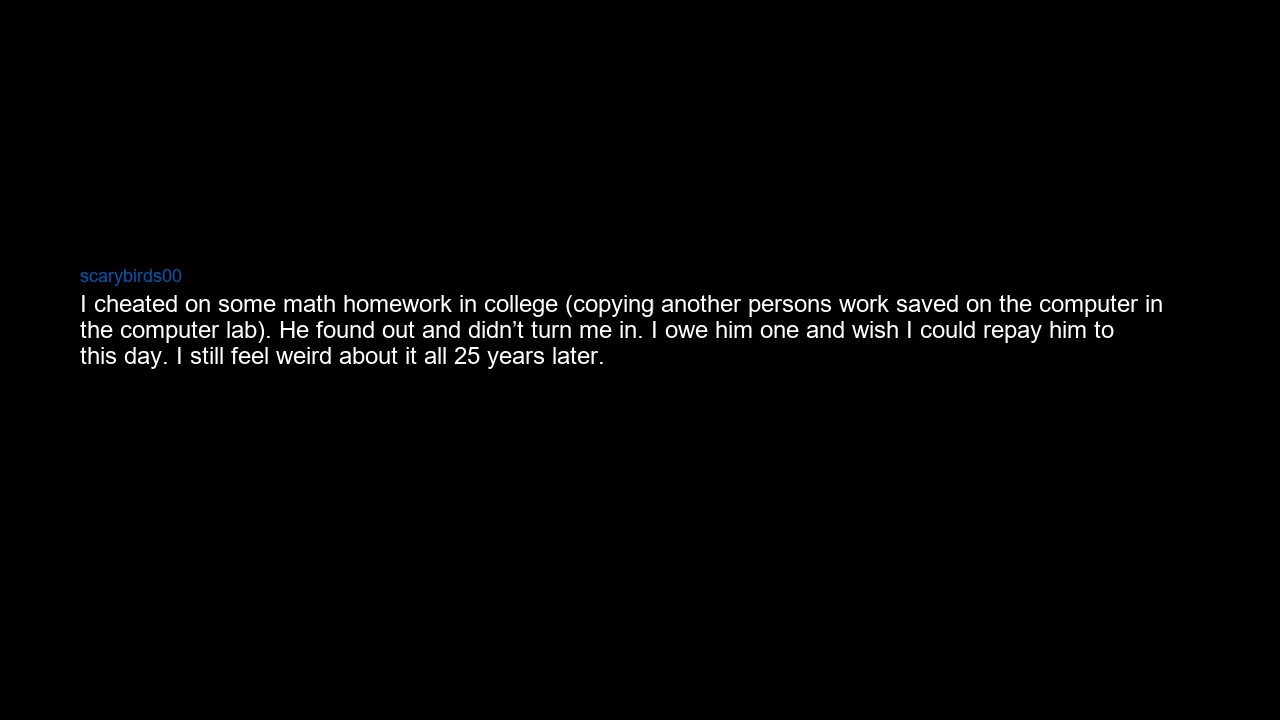 scarybirds00
I cheated on some math homework in college (copying another persons work saved on the computer in
the computer lab). He found out and didn’t turn me in. I owe him one and wish I could repay him to
this day. I still feel weird about it all 25 years later.